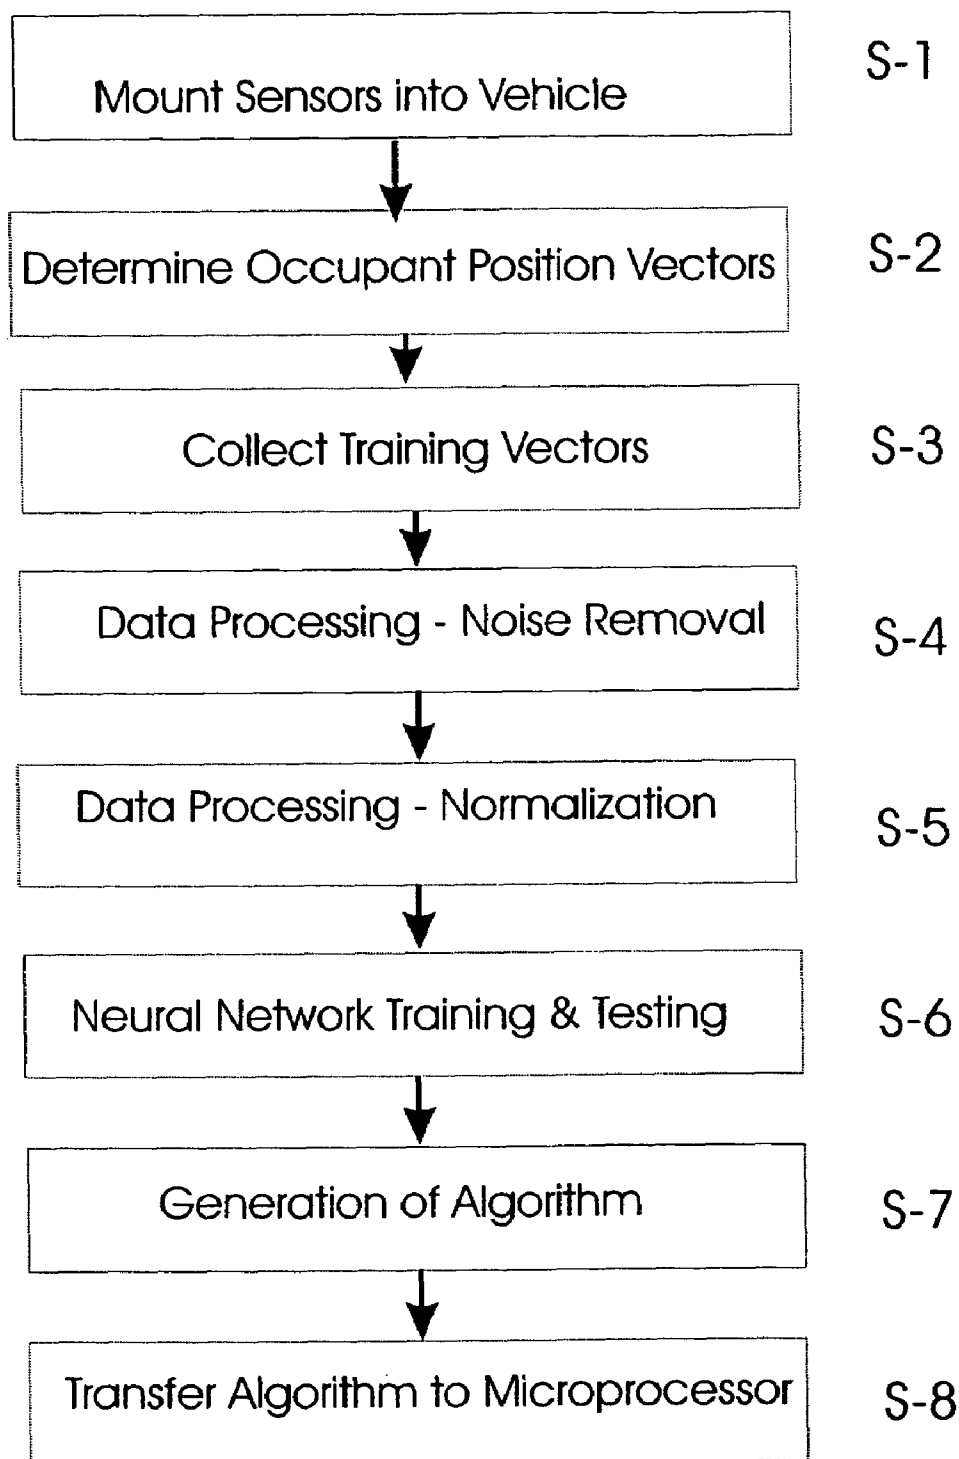 Mount Sensors into Vehicle S-1
Determine Occupant Position Vectors S-2
Collect Training Vectors S-3
Data Processing - Noise Removal S-4
Data Processing - Normalization S-5
Neural Network Training & Testing S-6
Generation of Algorithm S-7
Transfer Algorithm to Microprocessor S-8